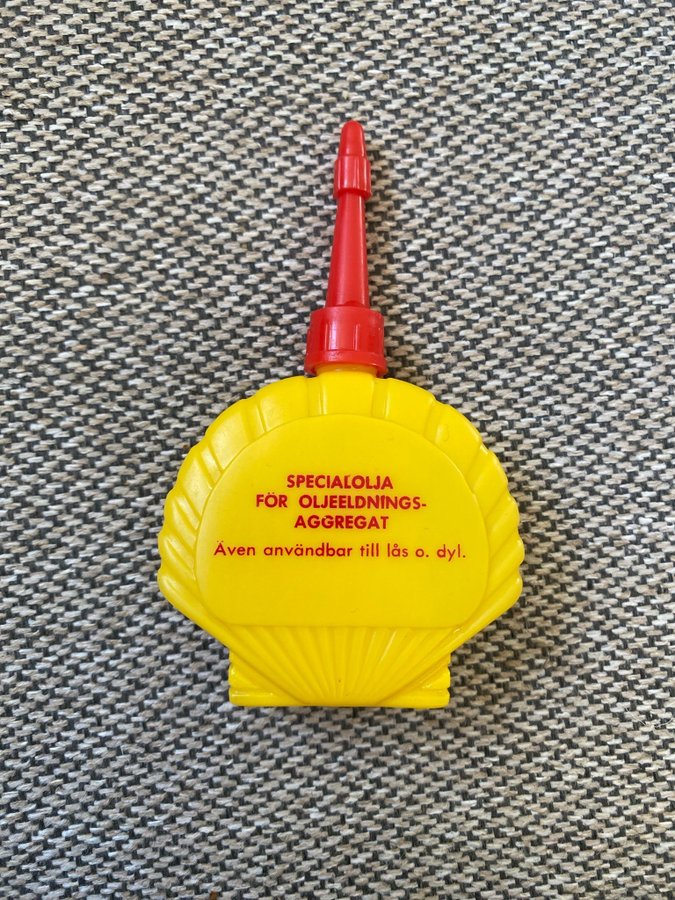 SPECIALOLJA
FÖR OLJEELDNINGS-
AGGREGAT
Även användbar till lås o. dyl.